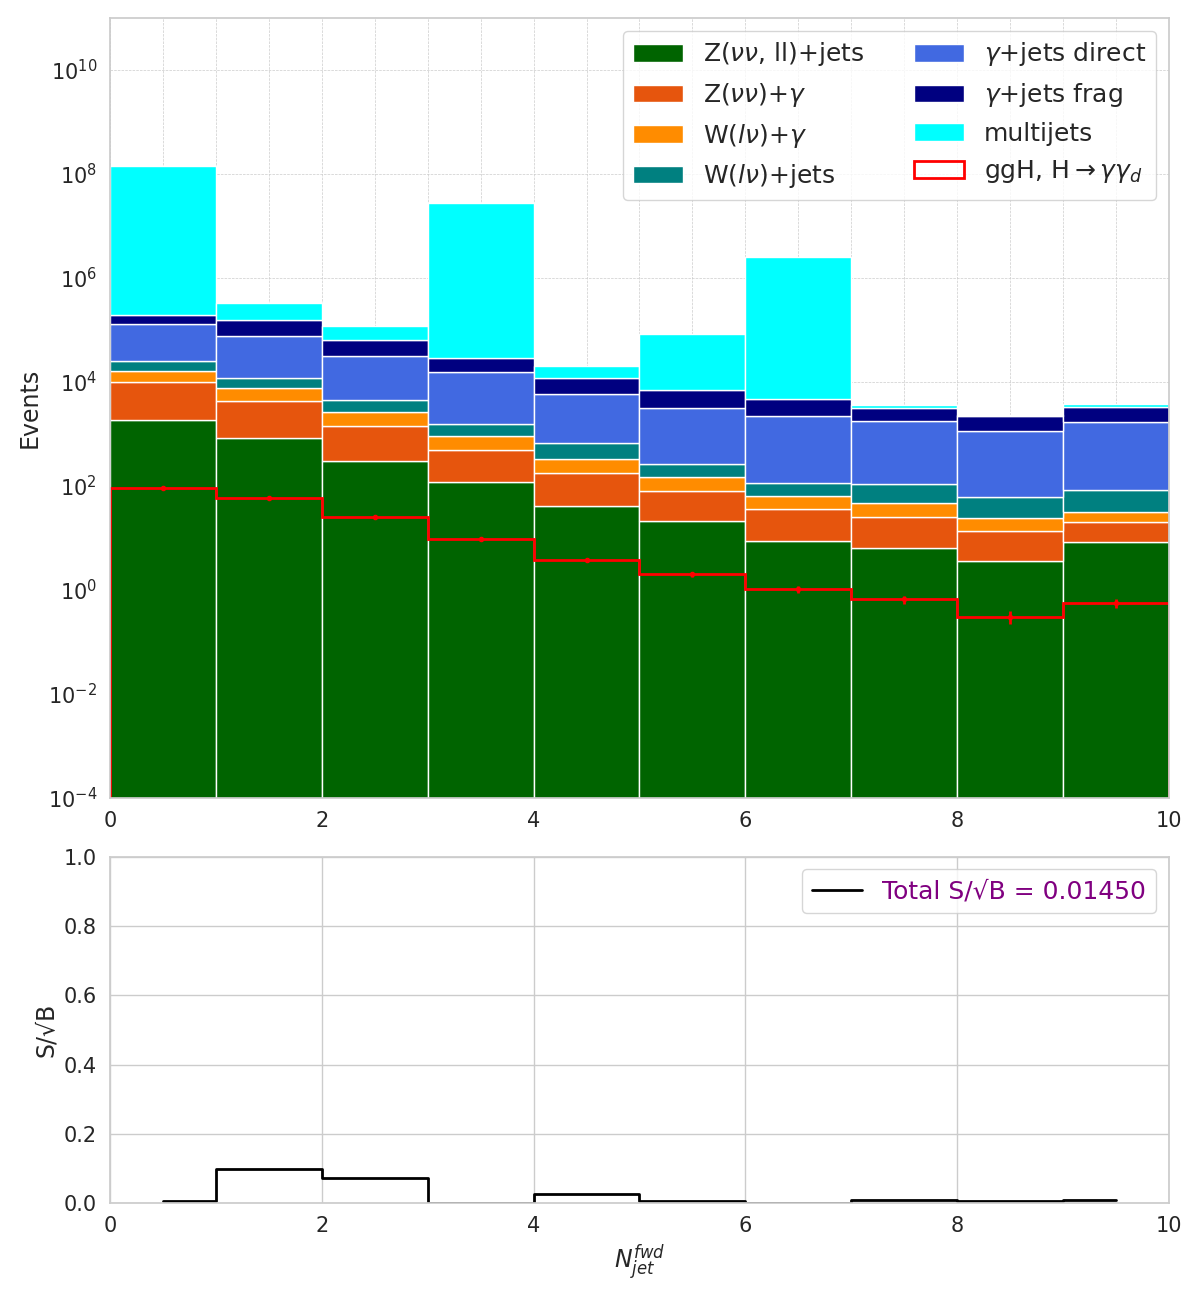 Z(νν, ll)+jets
Z(νν)+γ
W(lν)+γ
W(lν)+jets
γ+jets direct
γ+jets frag
multijets
ggH, H→γγ_d
Events
10^10
10^8
10^6
10^4
10^2
10^0
10^−2
10^−4
0 2 4 6 8 10
Total S/√B = 0.01450
S/√B
1.0
0.8
0.6
0.4
0.2
0.0
0 2 4 6 8 10
N_jet^fwd